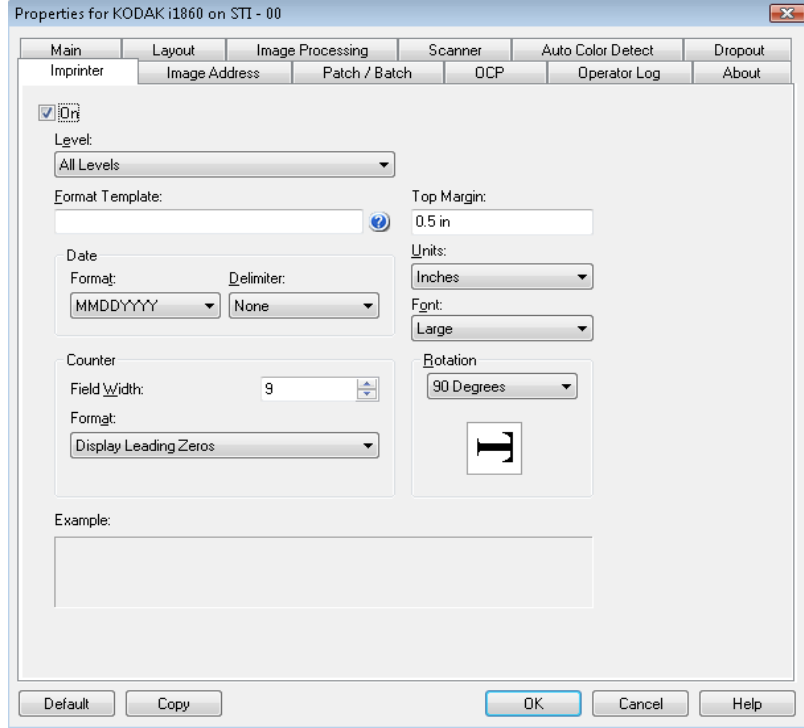 Properties for KODAK i1860 on STI - 00
Main Layout Image Processing Scanner Auto Color Detect Dropout
Imprinter Image Address Patch / Batch OCP Operator Log About
On
Level:
All Levels
Format Template: Top Margin:
0.5 in
Date Units:
Format: Delimiter: Inches
MMDDYYYY None Font:
Large
Counter Rotation
Field Width: 9 90 Degrees
Format:
Display Leading Zeros
Example:
Default Copy OK Cancel Help